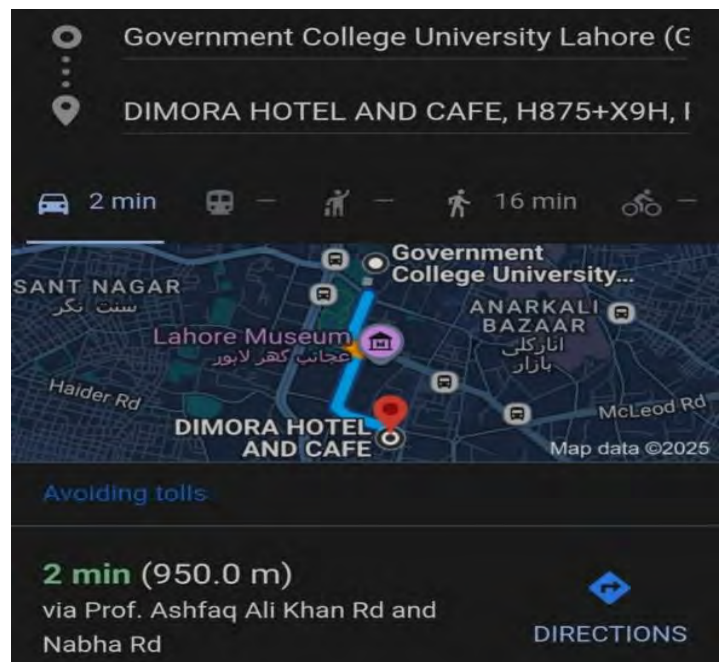 Government College University Lahore (G
DIMORA HOTEL AND CAFE, H875+X9H,
2 min
16 min
Government
College University...
SANT NAGAR
سنت نگر
ANARKALI
BAZAAR
انارکلی
بازار
Lahore Museum
عجائب گھر لاہور
Haider Rd
McLeod Rd
DIMORA HOTEL
AND CAFE
Map data ©2025
Avoiding tolls
2 min (950.0 m)
via Prof. Ashfaq Ali Khan Rd and
Nabha Rd
DIRECTIONS